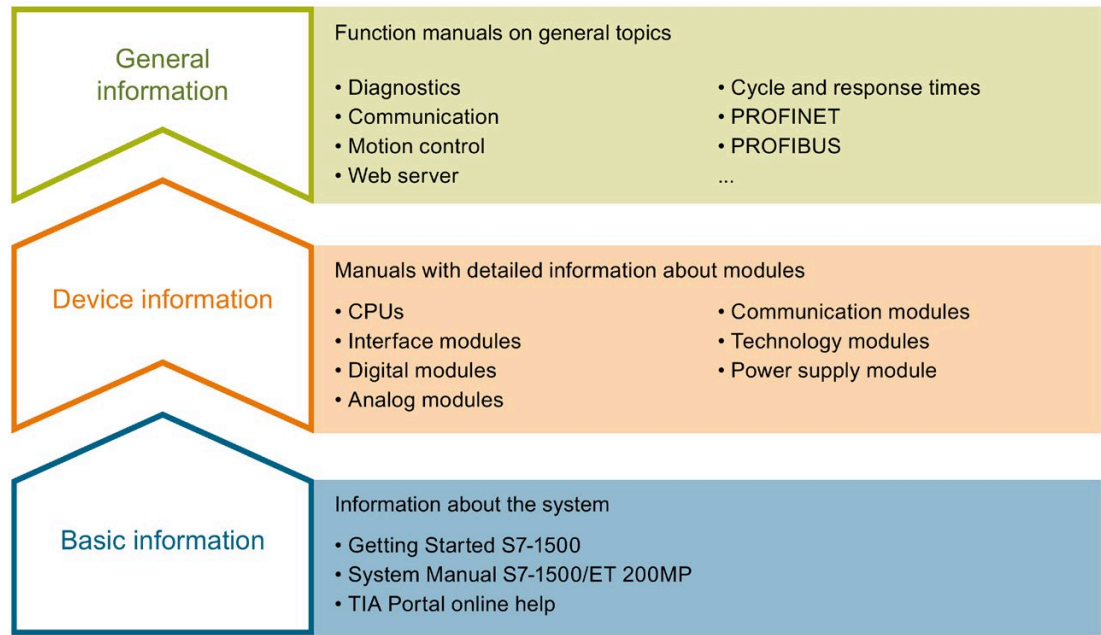 General
information
Function manuals on general topics
• Diagnostics
• Communication
• Motion control
• Web server
• Cycle and response times
• PROFINET
• PROFIBUS
...
Device information
Manuals with detailed information about modules
• CPUs
• Interface modules
• Digital modules
• Analog modules
• Communication modules
• Technology modules
• Power supply module
Basic information
Information about the system
• Getting Started S7-1500
• System Manual S7-1500/ET 200MP
• TIA Portal online help